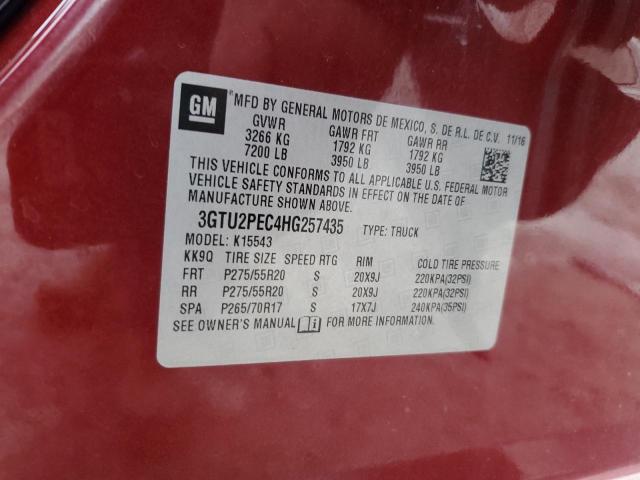 GM
® MFD BY GENERAL MOTORS DE MEXICO, S. DE R.L. DE C.V. 11/16
GVWR GAWR FRT GAWR RR
3266 KG 1792 KG 1792 KG
7200 LB 3950 LB 3950 LB
THIS VEHICLE CONFORMS TO ALL APPLICABLE U.S. FEDERAL MOTOR
VEHICLE SAFETY STANDARDS IN EFFECT ON THE DATE OF
MANUFACTURE SHOWN ABOVE.
3GTU2PEC4HG257435 TYPE: TRUCK
MODEL: K15543
KK9Q TIRE SIZE SPEED RTG RIM COLD TIRE PRESSURE
FRT P275/55R20 S 20X9J 220KPA(32PSI)
RR P275/55R20 S 20X9J 220KPA(32PSI)
SPA P265/70R17 S 17X7J 240KPA(35PSI)
SEE OWNER'S MANUAL FOR MORE INFORMATION.